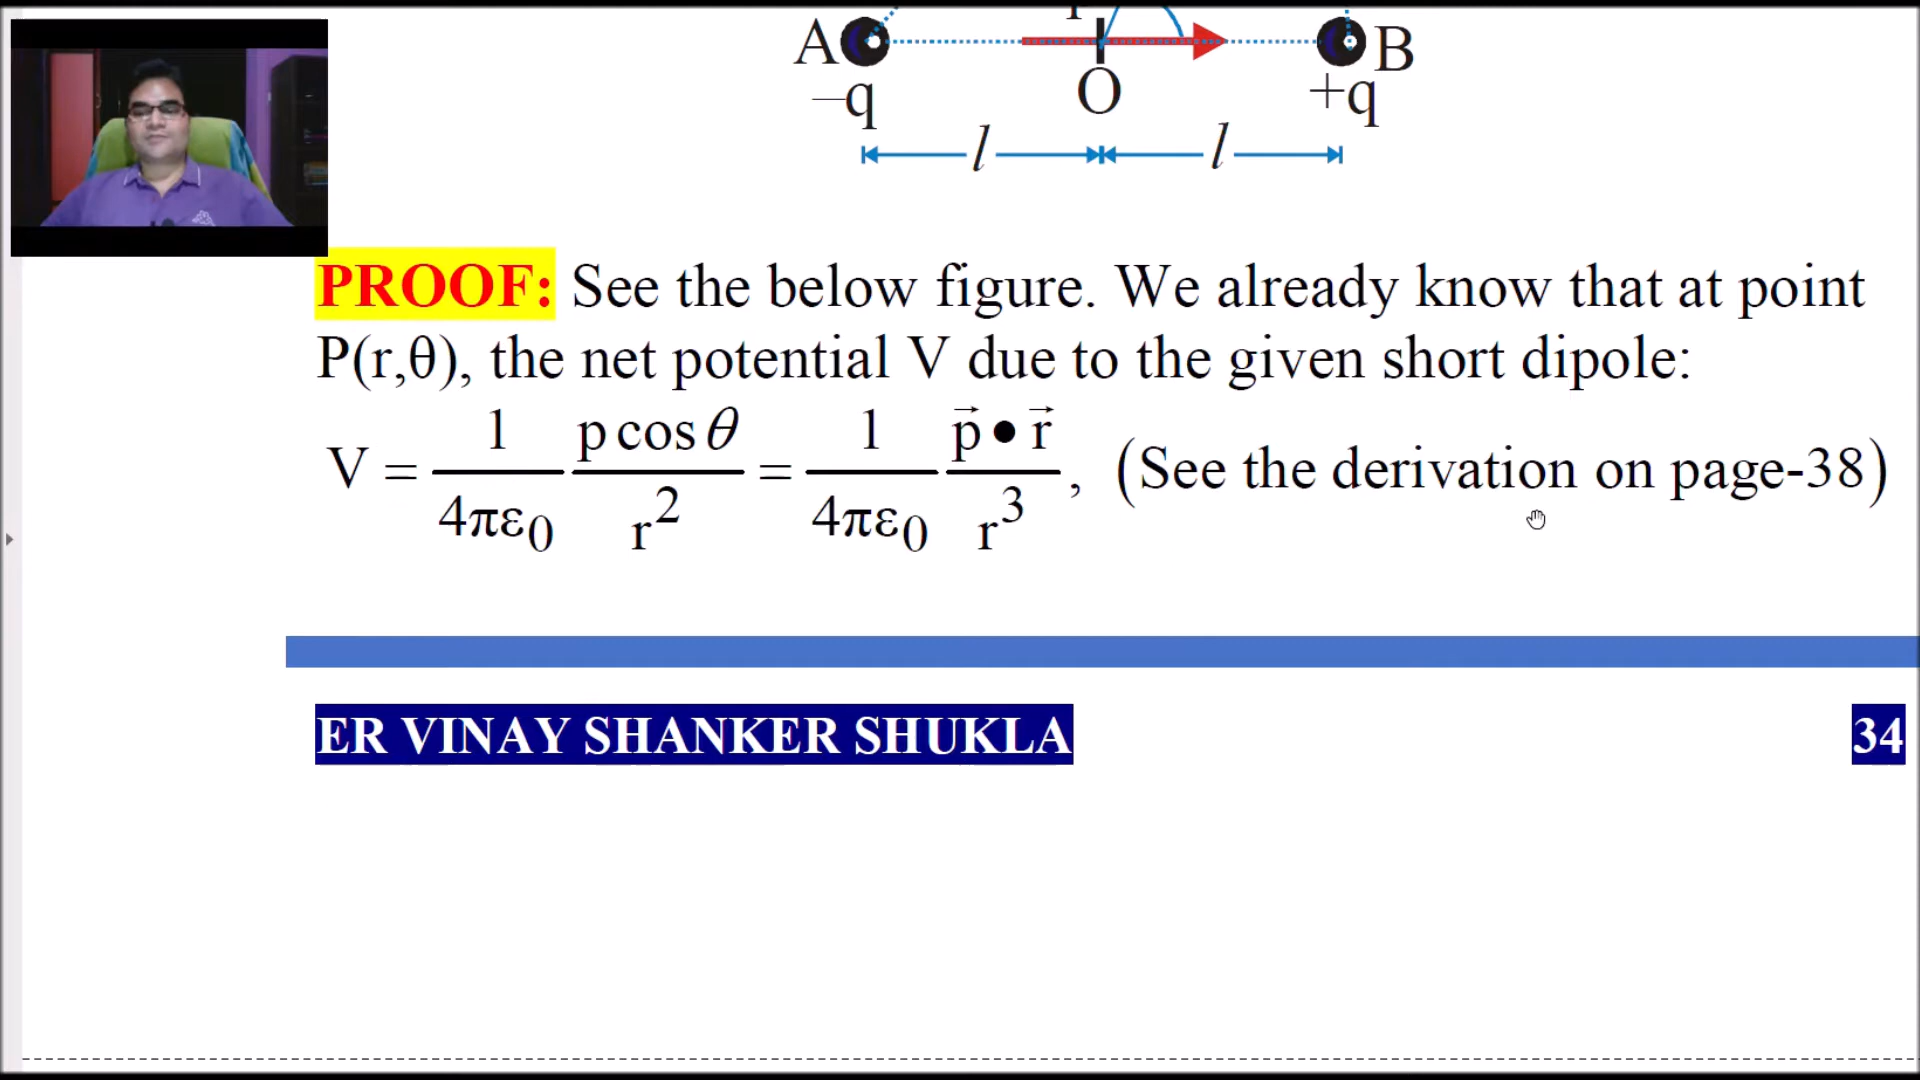 A
O
B
–q
+q
l
l
PROOF: See the below figure. We already know that at point
P(r,θ), the net potential V due to the given short dipole:
V = 1/4πε₀ p cos θ/r² = 1/4πε₀ p⃗ • r⃗/r³, (See the derivation on page-38)
ER VINAY SHANKER SHUKLA
34